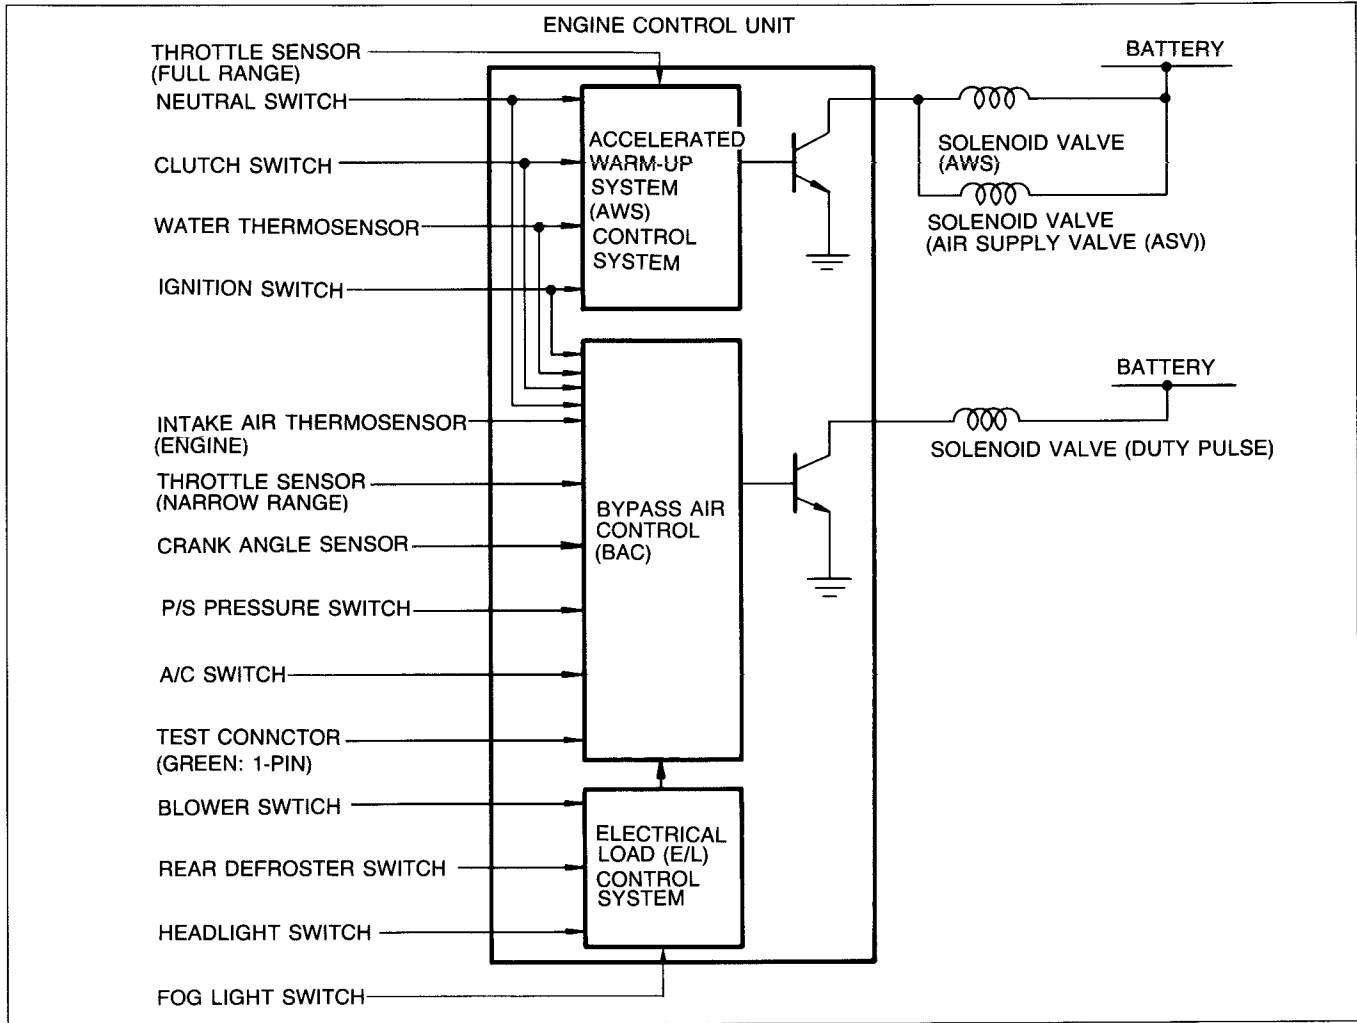 ENGINE CONTROL UNIT
THROTTLE SENSOR
(FULL RANGE)
NEUTRAL SWITCH
CLUTCH SWITCH
WATER THERMOSENSOR
IGNITION SWITCH
INTAKE AIR THERMOSENSOR
(ENGINE)
THROTTLE SENSOR
(NARROW RANGE)
CRANK ANGLE SENSOR
P/S PRESSURE SWITCH
A/C SWITCH
TEST CONNCTOR
(GREEN: 1-PIN)
BLOWER SWTICH
REAR DEFROSTER SWITCH
HEADLIGHT SWITCH
FOG LIGHT SWITCH
ACCELERATED
WARM-UP
SYSTEM
(AWS)
CONTROL
SYSTEM
BYPASS AIR
CONTROL
(BAC)
ELECTRICAL
LOAD (E/L)
CONTROL
SYSTEM
BATTERY
SOLENOID VALVE
(AWS)
SOLENOID VALVE
(AIR SUPPLY VALVE (ASV))
BATTERY
SOLENOID VALVE (DUTY PULSE)